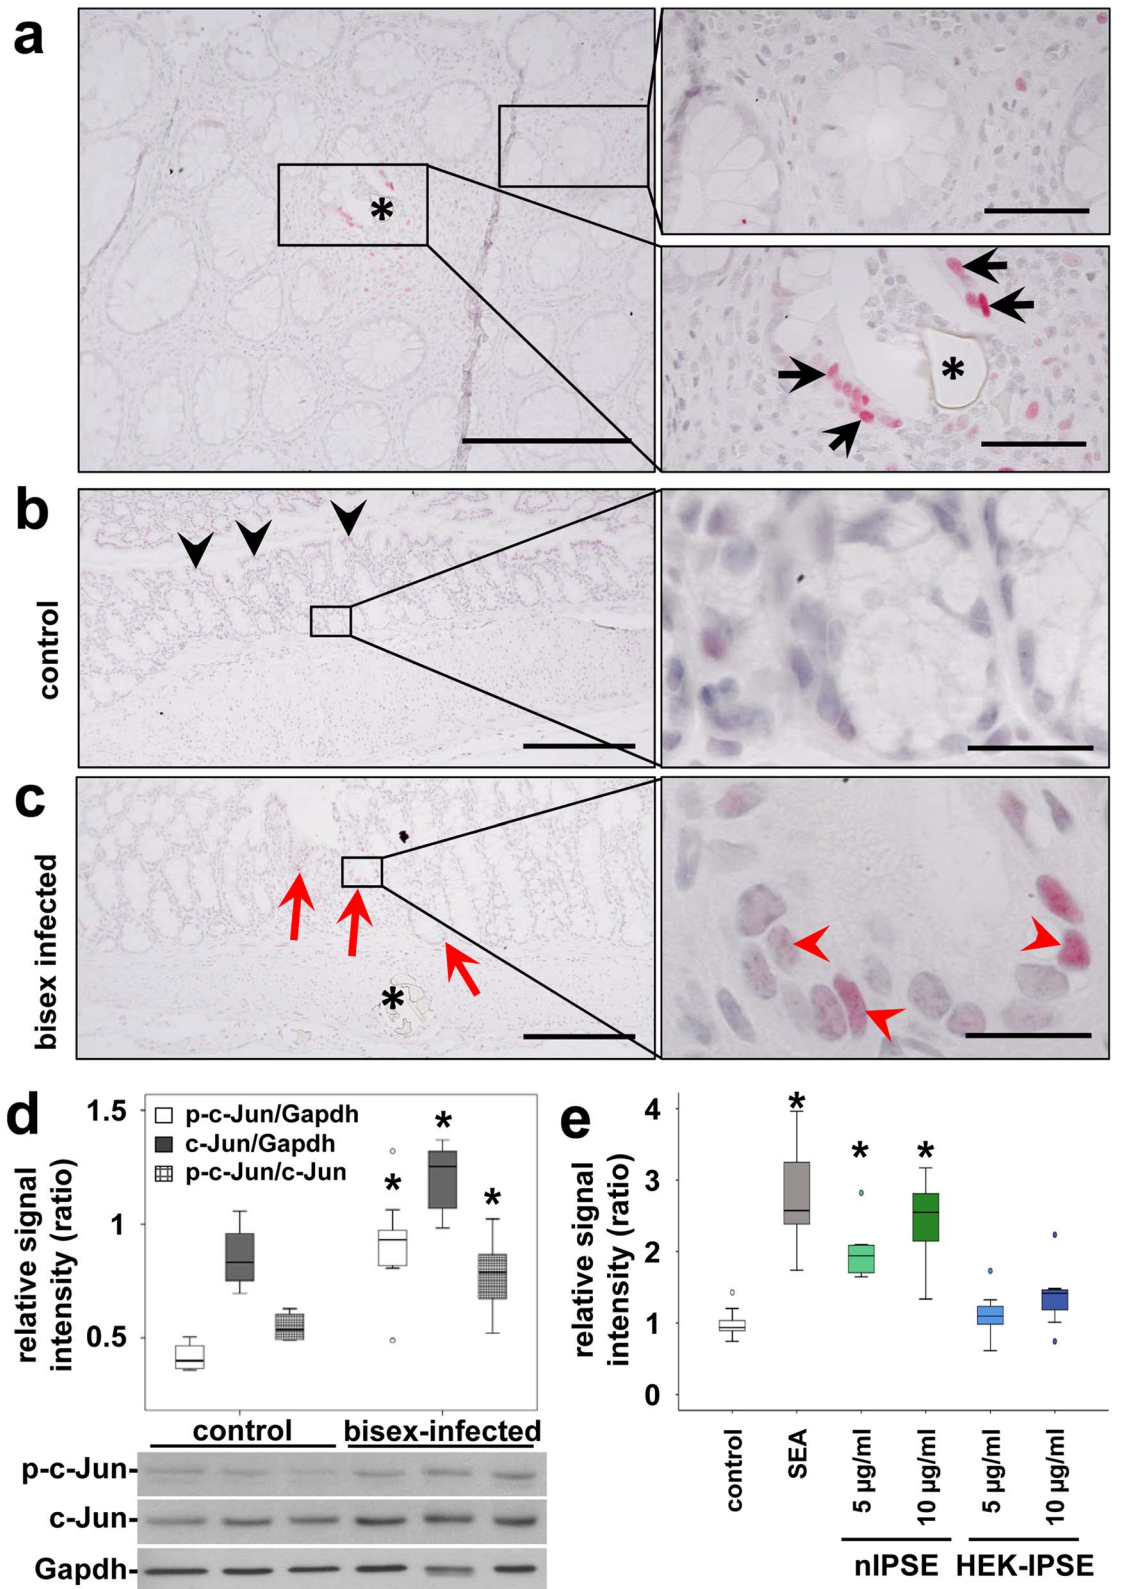 a
*
*
b
control
c
bisex infected
*
d
relative signal
intensity (ratio)
1.5
1
0.5
p-c-Jun/Gapdh
c-Jun/Gapdh
p-c-Jun/c-Jun
*
*
*
control
bisex-infected
p-c-Jun-
c-Jun-
Gapdh-
e
relative signal
intensity (ratio)
4
3
2
1
0
*
*
*
control
SEA
5 µg/ml
10 µg/ml
5 µg/ml
10 µg/ml
nIPSE
HEK-IPSE